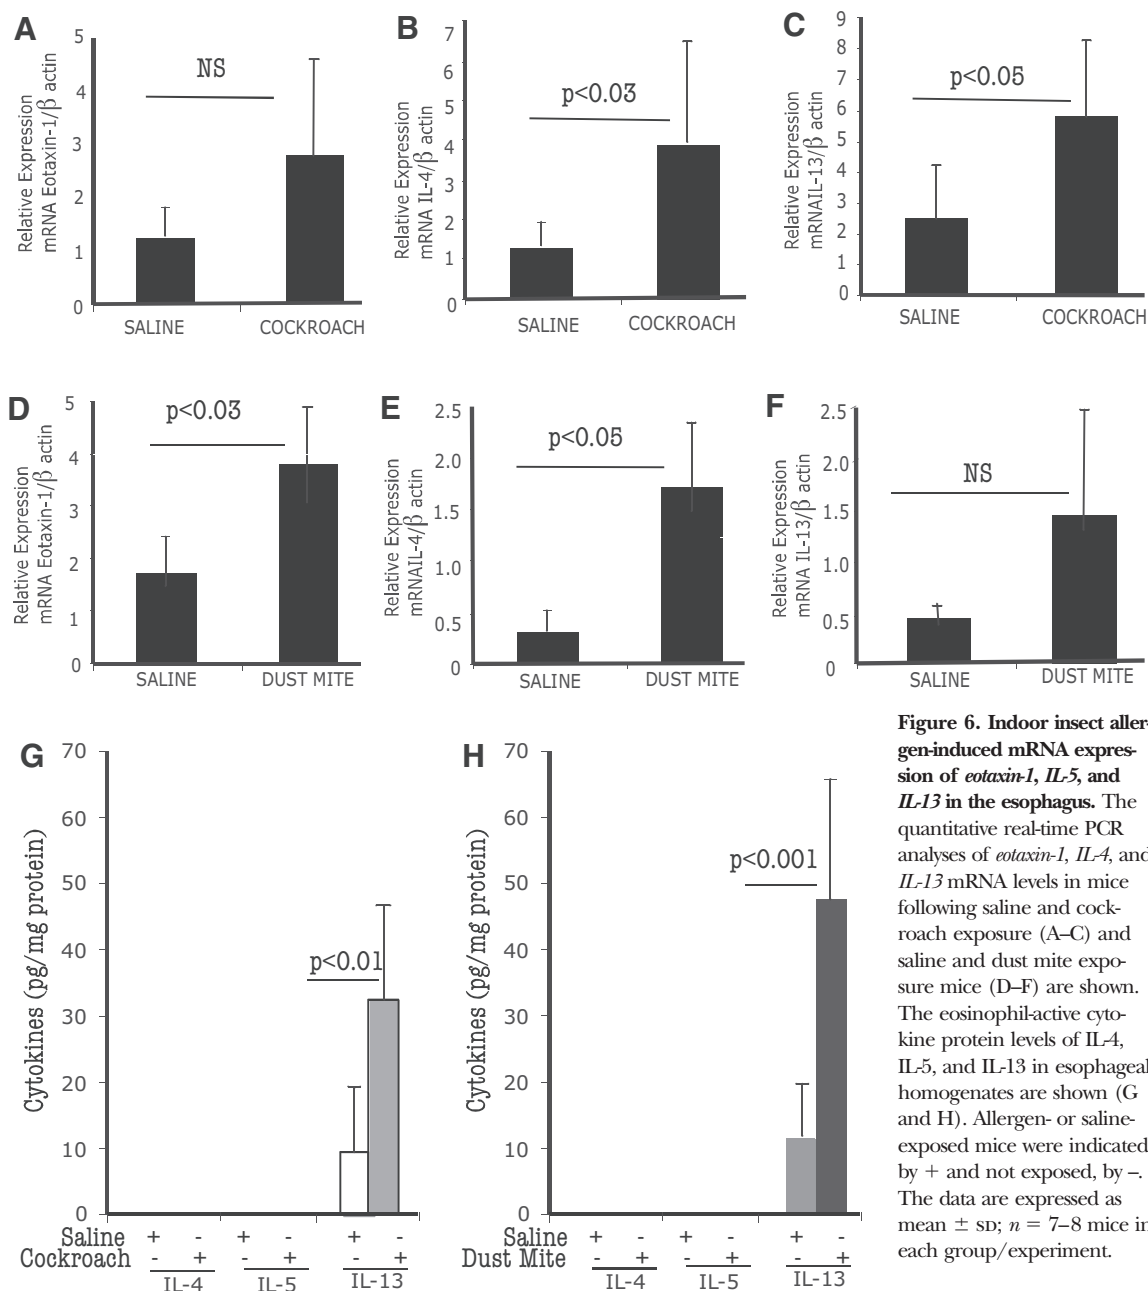 A
Relative Expression
mRNA Eotaxin-1/β actin
5
4
3
2
1
0
NS
SALINE
COCKROACH
B
Relative Expression
mRNA IL-4/β actin
7
6
5
4
3
2
1
0
p<0.03
SALINE
COCKROACH
C
Relative Expression
mRNAIL-13/β actin
9
8
7
6
5
4
3
2
1
0
p<0.05
SALINE
COCKROACH
D
Relative Expression
mRNA Eotaxin-1/β actin
5
4
3
2
1
0
p<0.03
SALINE
DUST MITE
E
Relative Expression
mRNAIL-4/β actin
2.5
2.0
1.5
1.0
0.5
0
p<0.05
SALINE
DUST MITE
F
Relative Expression
mRNA IL-13/β actin
2.5
2.0
1.5
1.0
0.5
0
NS
SALINE
DUST MITE
G
Cytokines (pg/mg protein)
70
60
50
40
30
20
10
0
p<0.01
Saline + - + - + -
Cockroach - + - + - +
IL-4 IL-5 IL-13
H
Cytokines (pg/mg protein)
70
60
50
40
30
20
10
0
p<0.001
Saline + - + - + -
Dust Mite - + - + - +
IL-4 IL-5 IL-13
Figure 6. Indoor insect aller-
gen-induced mRNA expres-
sion of eotaxin-1, IL-5, and
IL-13 in the esophagus. The
quantitative real-time PCR
analyses of eotaxin-1, IL-4, and
IL-13 mRNA levels in mice
following saline and cock-
roach exposure (A–C) and
saline and dust mite expo-
sure mice (D–F) are shown.
The eosinophil-active cyto-
kine protein levels of IL-4,
IL-5, and IL-13 in esophageal
homogenates are shown (G
and H). Allergen- or saline-
exposed mice were indicated
by + and not exposed, by –.
The data are expressed as
mean ± SD; n = 7–8 mice in
each group/experiment.